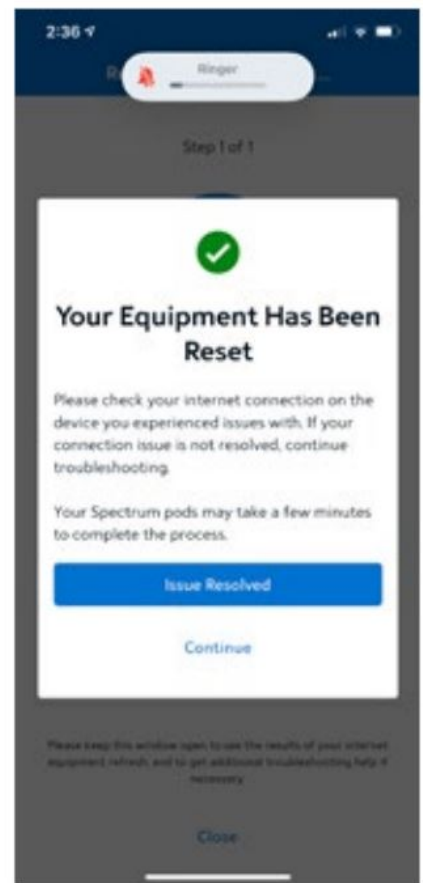 2:36
Ringer
Step 1 of 1
Your Equipment Has Been
Reset
Please check your internet connection on the
device you experienced issues with. If your
connection issue is not resolved, continue
troubleshooting.
Your Spectrum pods may take a few minutes
to complete the process.
Issue Resolved
Continue
Please keep this window open to see the results of your internet
equipment refresh and to get additional troubleshooting help if
necessary.
Close